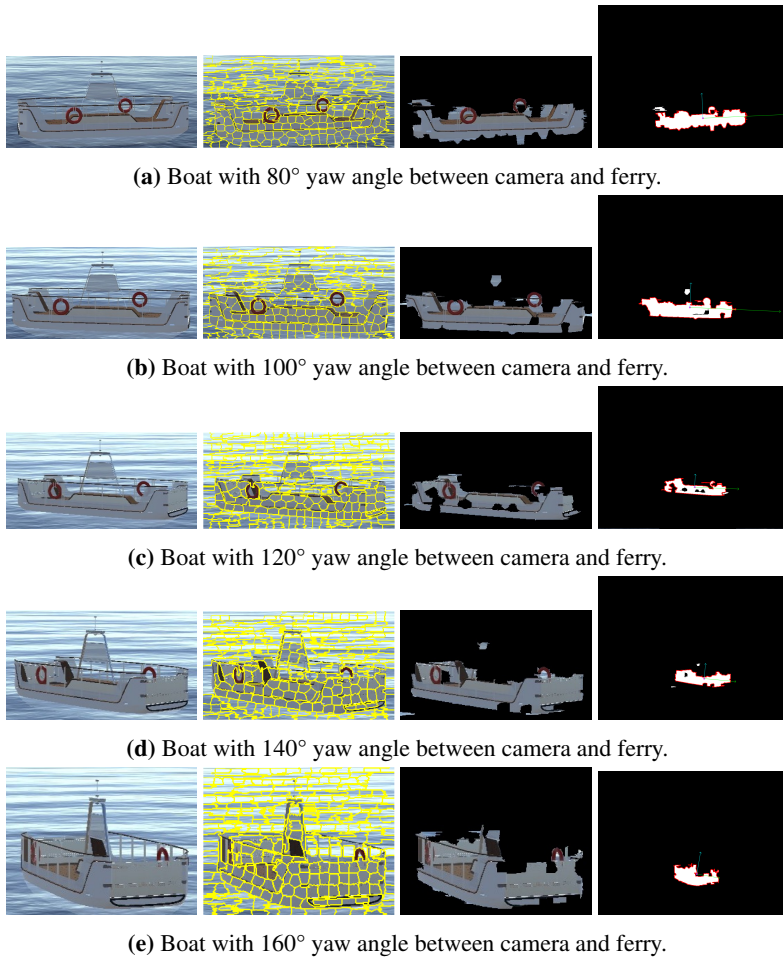 (a) Boat with 80° yaw angle between camera and ferry.
(b) Boat with 100° yaw angle between camera and ferry.
(c) Boat with 120° yaw angle between camera and ferry.
(d) Boat with 140° yaw angle between camera and ferry.
(e) Boat with 160° yaw angle between camera and ferry.